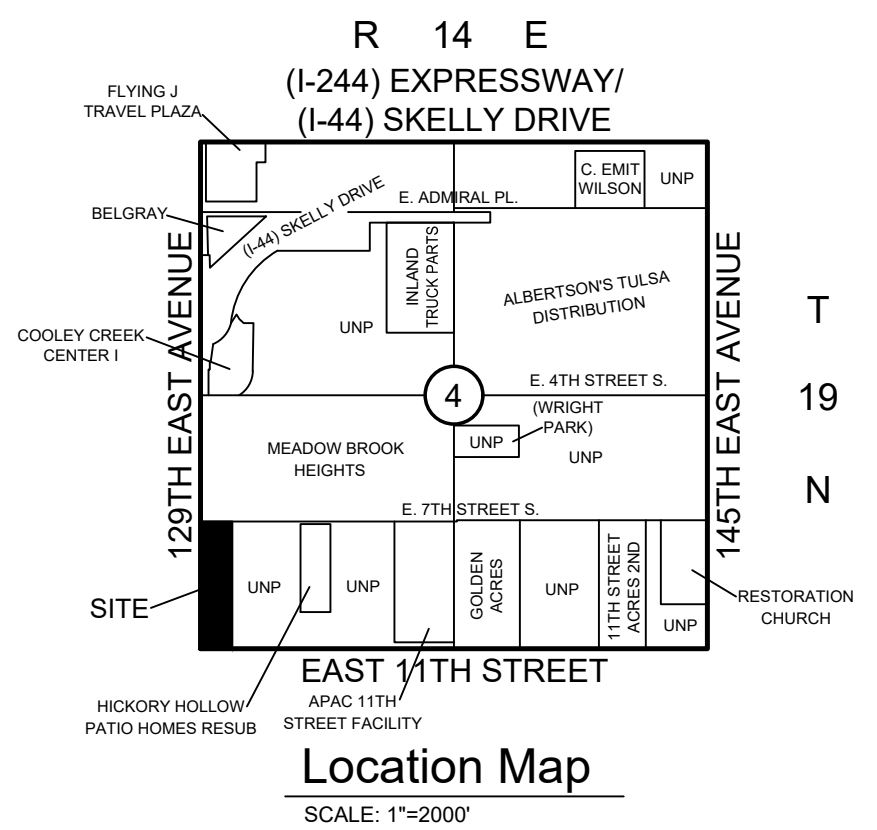 R 14 E
(I-244) EXPRESSWAY/
(I-44) SKELLY DRIVE
FLYING J
TRAVEL PLAZA
C. EMIT
WILSON
UNP
E. ADMIRAL PL.
(I-44) SKELLY DRIVE
BELGRAY
129TH EAST AVENUE
INLAND
TRUCK PARTS
ALBERTSON'S TULSA
DISTRIBUTION
145TH EAST AVENUE
T
19
N
UNP
COOLEY CREEK
CENTER I
E. 4TH STREET S.
4
(WRIGHT
PARK)
UNP
UNP
MEADOW BROOK
HEIGHTS
E. 7TH STREET S.
SITE
UNP
UNP
GOLDEN
ACRES
UNP
11TH STREET
ACRES 2ND
UNP
RESTORATION
CHURCH
EAST 11TH STREET
HICKORY HOLLOW
PATIO HOMES RESUB
APAC 11TH
STREET FACILITY
Location Map
SCALE: 1"=2000'